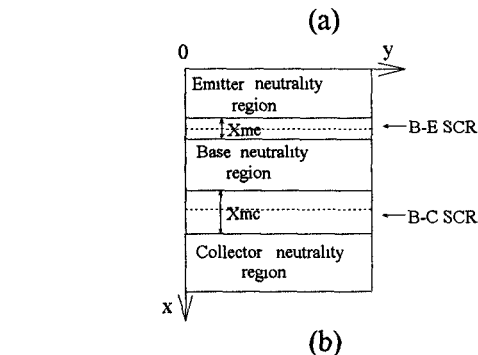 (a)
0
y
Emitter neutrality
region
Xme
B-E SCR
Base neutrality
region
Xmc
B-C SCR
Collector neutrality
region
x
(b)